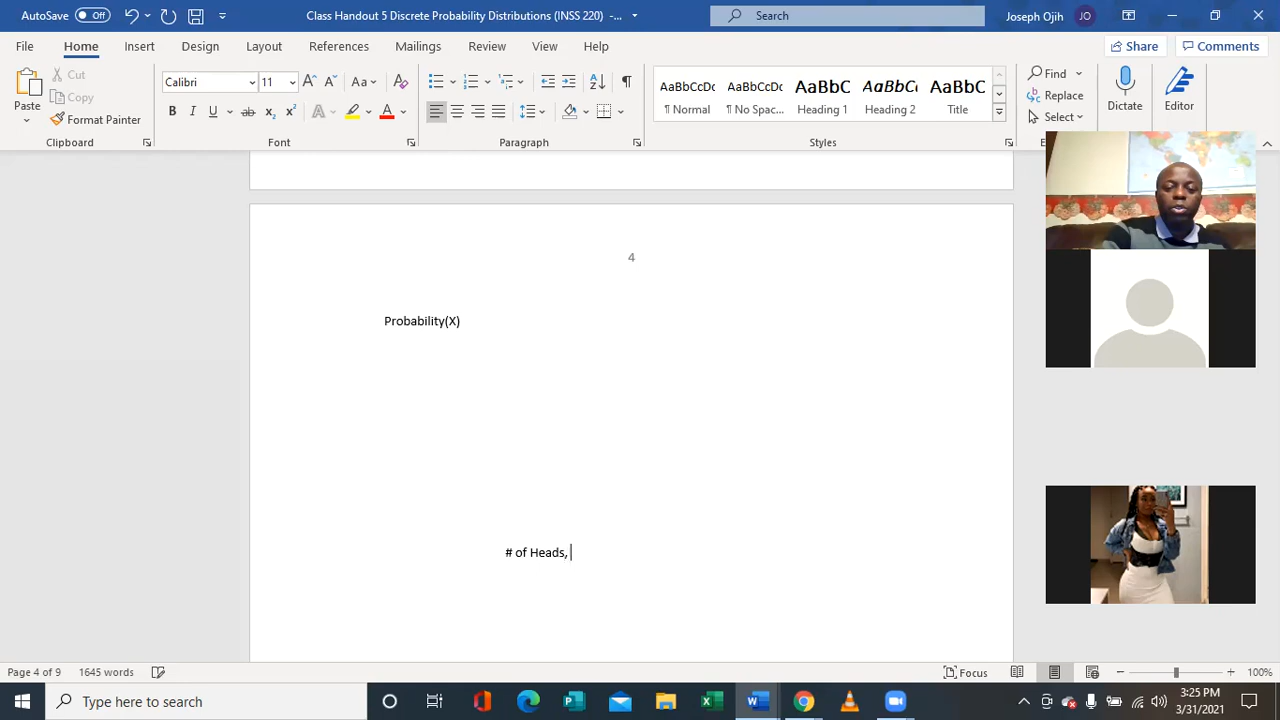 AutoSave Off
Class Handout 5 Discrete Probability Distributions (INSS 220) -...
Search
Joseph Ojih
JO
File Home Insert Design Layout References Mailings Review View Help
Share
Comments
Paste
Cut
Copy
Format Painter
Clipboard
Calibri 11
Font
Paragraph
AaBbCcDc AaBbCcDc AaBbC AaBbCc AaBbC
¶ Normal ¶ No Spac... Heading 1 Heading 2 Title
Styles
Find
Replace
Select
Dictate
Editor
4
Probability(X)
# of Heads,
Page 4 of 9 1645 words
Focus
100%
Type here to search
3:25 PM
3/31/2021